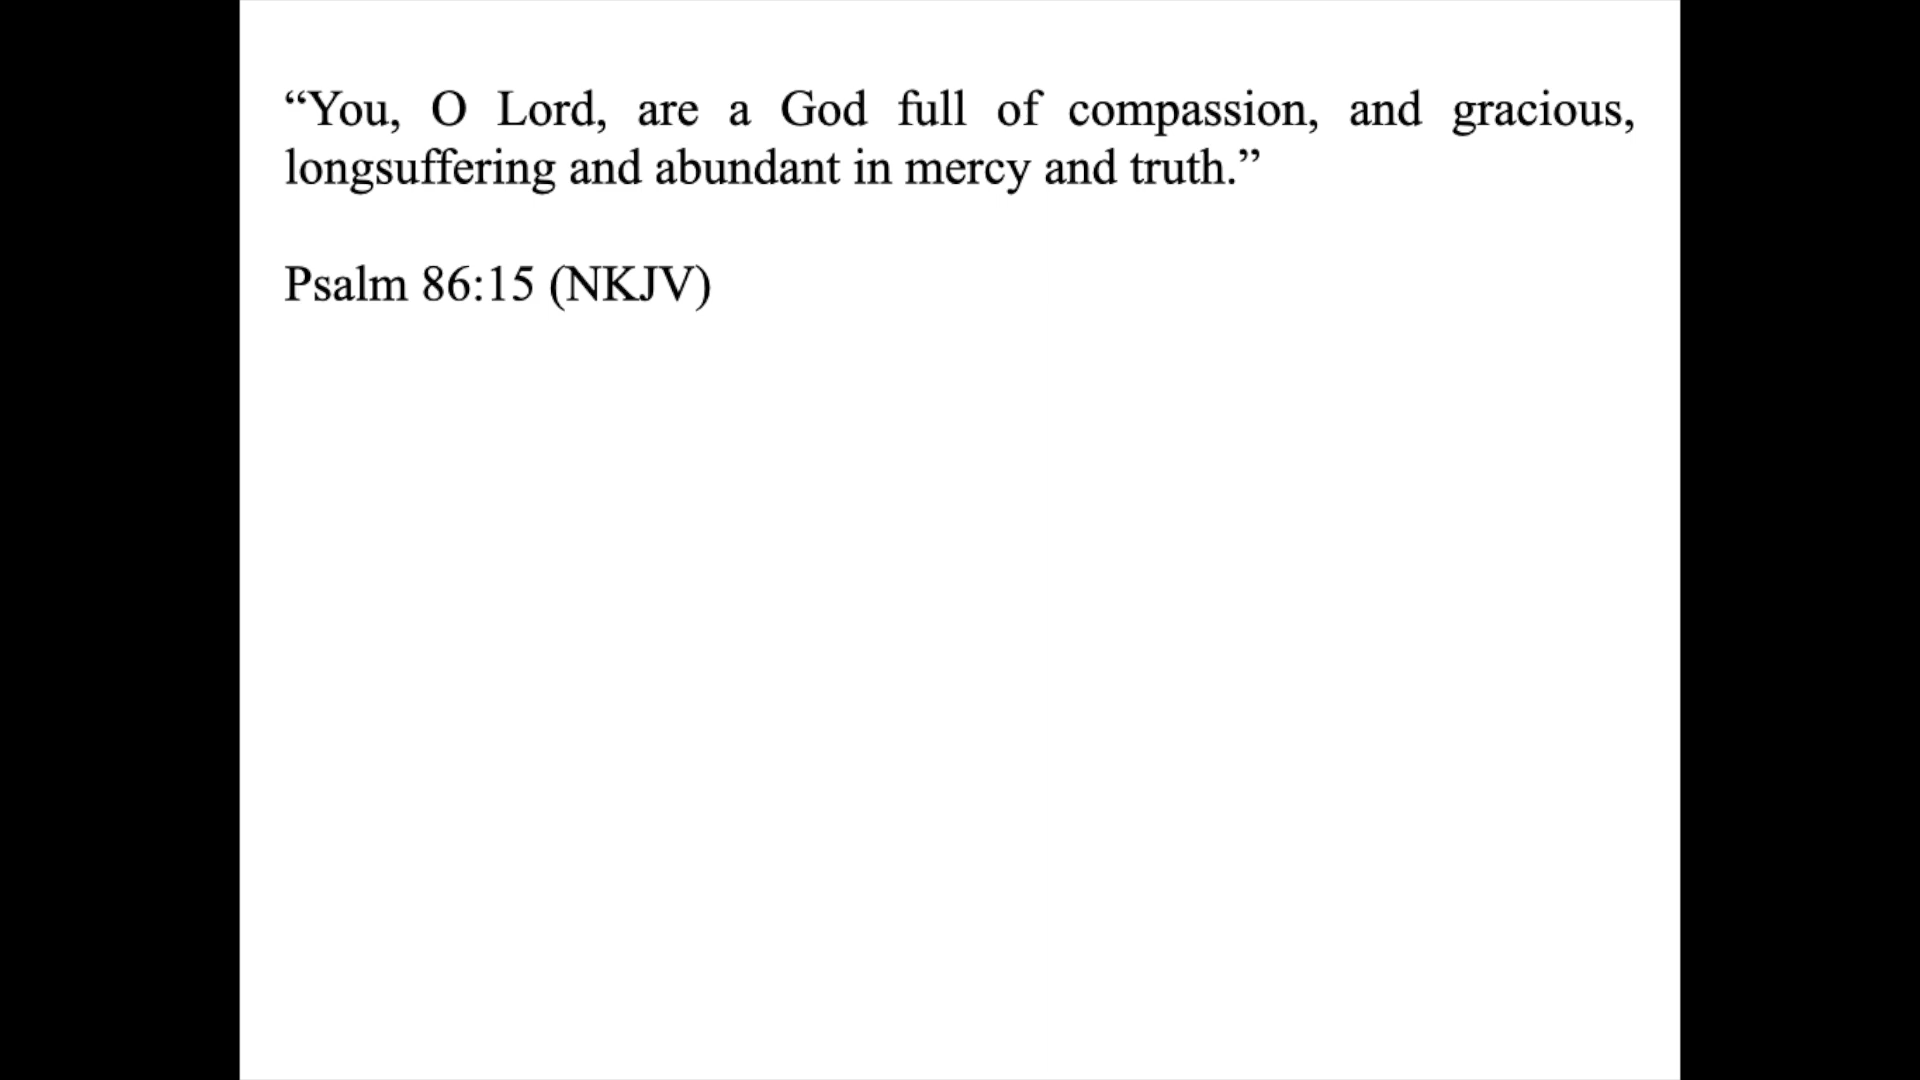 “You, O Lord, are a God full of compassion, and gracious,
longsuffering and abundant in mercy and truth.”
Psalm 86:15 (NKJV)